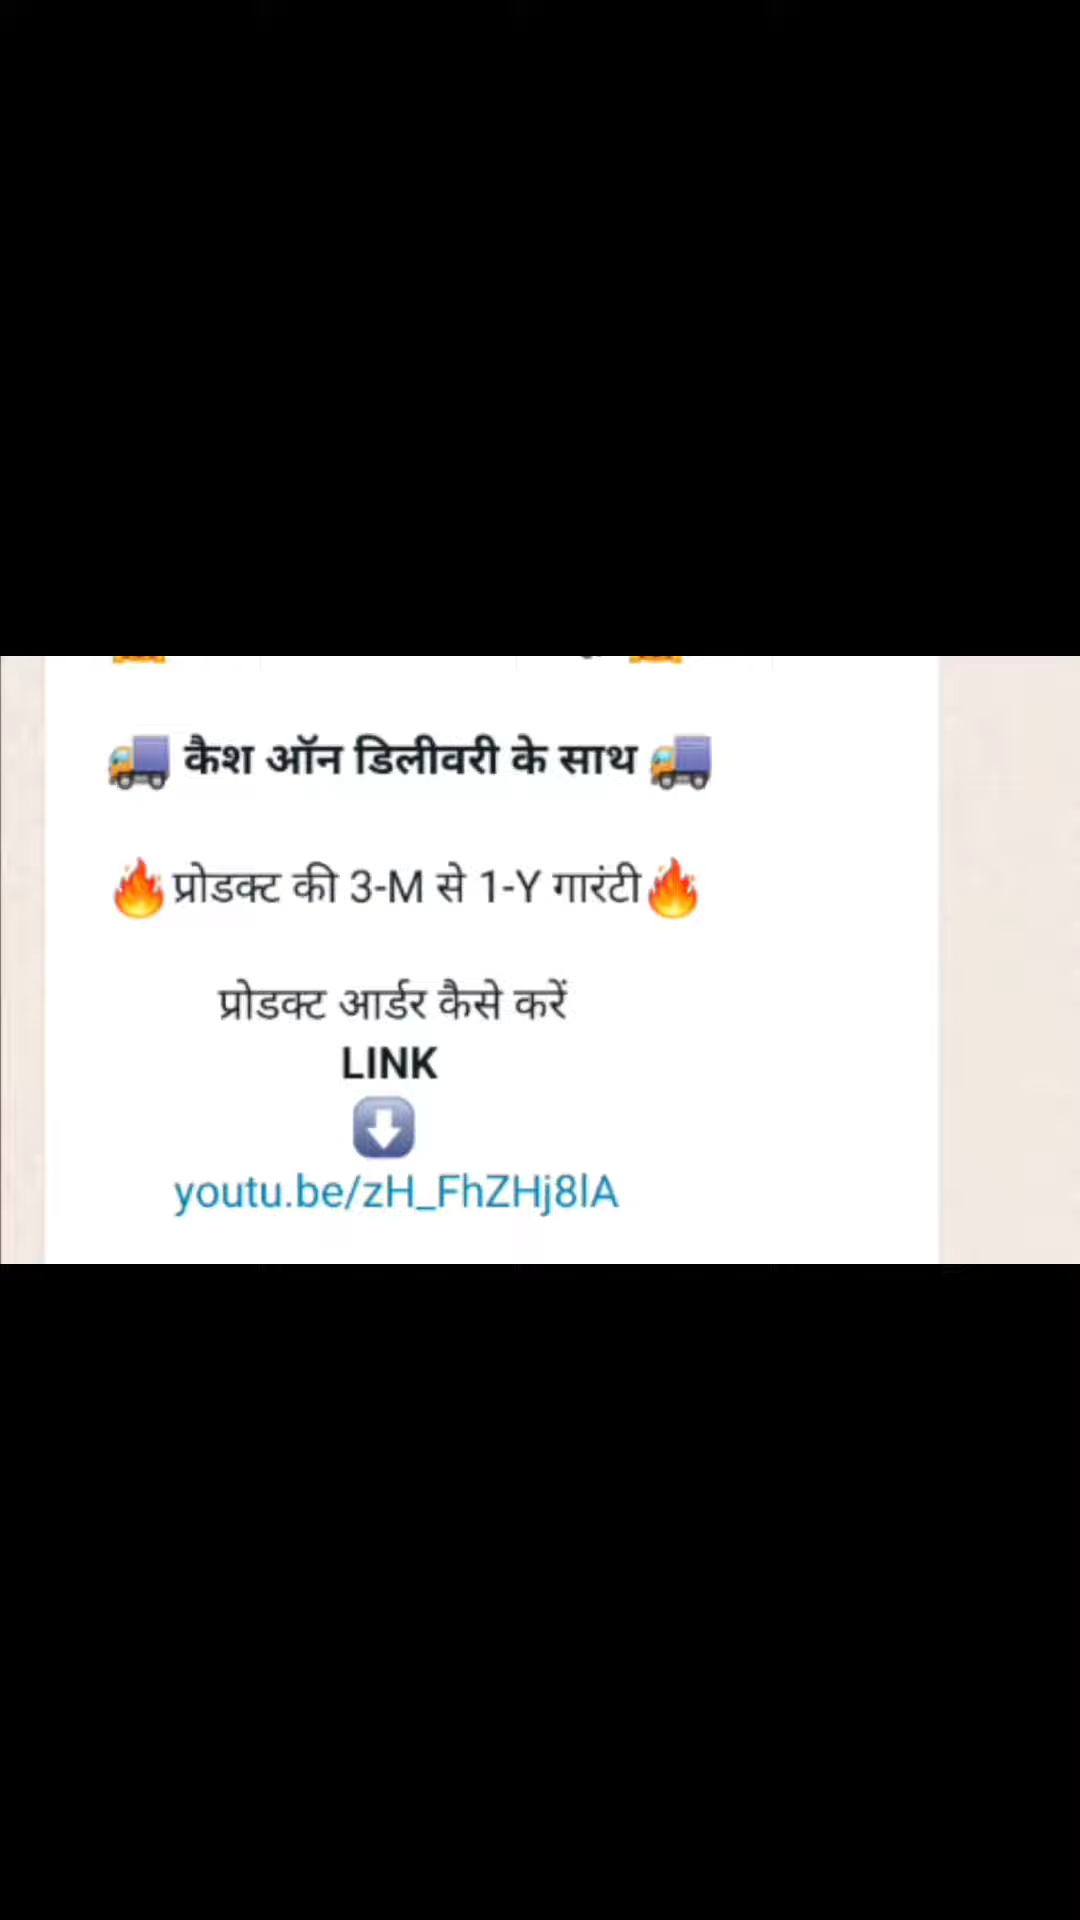 🚚 कैश ऑन डिलीवरी के साथ 🚚
🔥प्रोडक्ट की 3-M से 1-Y गारंटी🔥
प्रोडक्ट आर्डर कैसे करें
LINK
⬇️
youtu.be/zH_FhZHj8lA